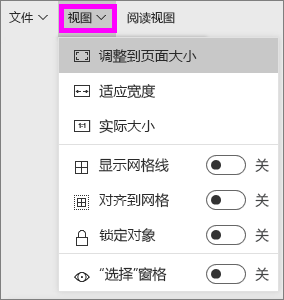 文件 视图 阅读视图
调整到页面大小
适应宽度
1:1 实际大小
显示网格线 关
对齐到网格 关
锁定对象 关
“选择”窗格 关